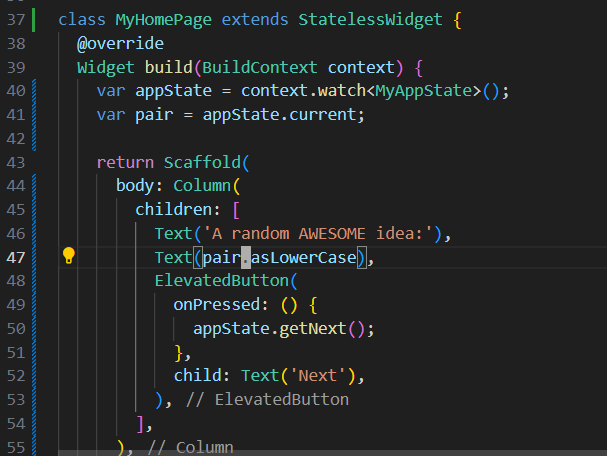 37 class MyHomePage extends StatelessWidget {
38   @override
39   Widget build(BuildContext context) {
40     var appState = context.watch<MyAppState>();
41     var pair = appState.current;
42
43     return Scaffold(
44       body: Column(
45         children: [
46           Text('A random AWESOME idea:'),
47           Text(pair.asLowerCase),
48           ElevatedButton(
49             onPressed: () {
50               appState.getNext();
51             },
52             child: Text('Next'),
53           ), // ElevatedButton
54         ],
55       ), // Column